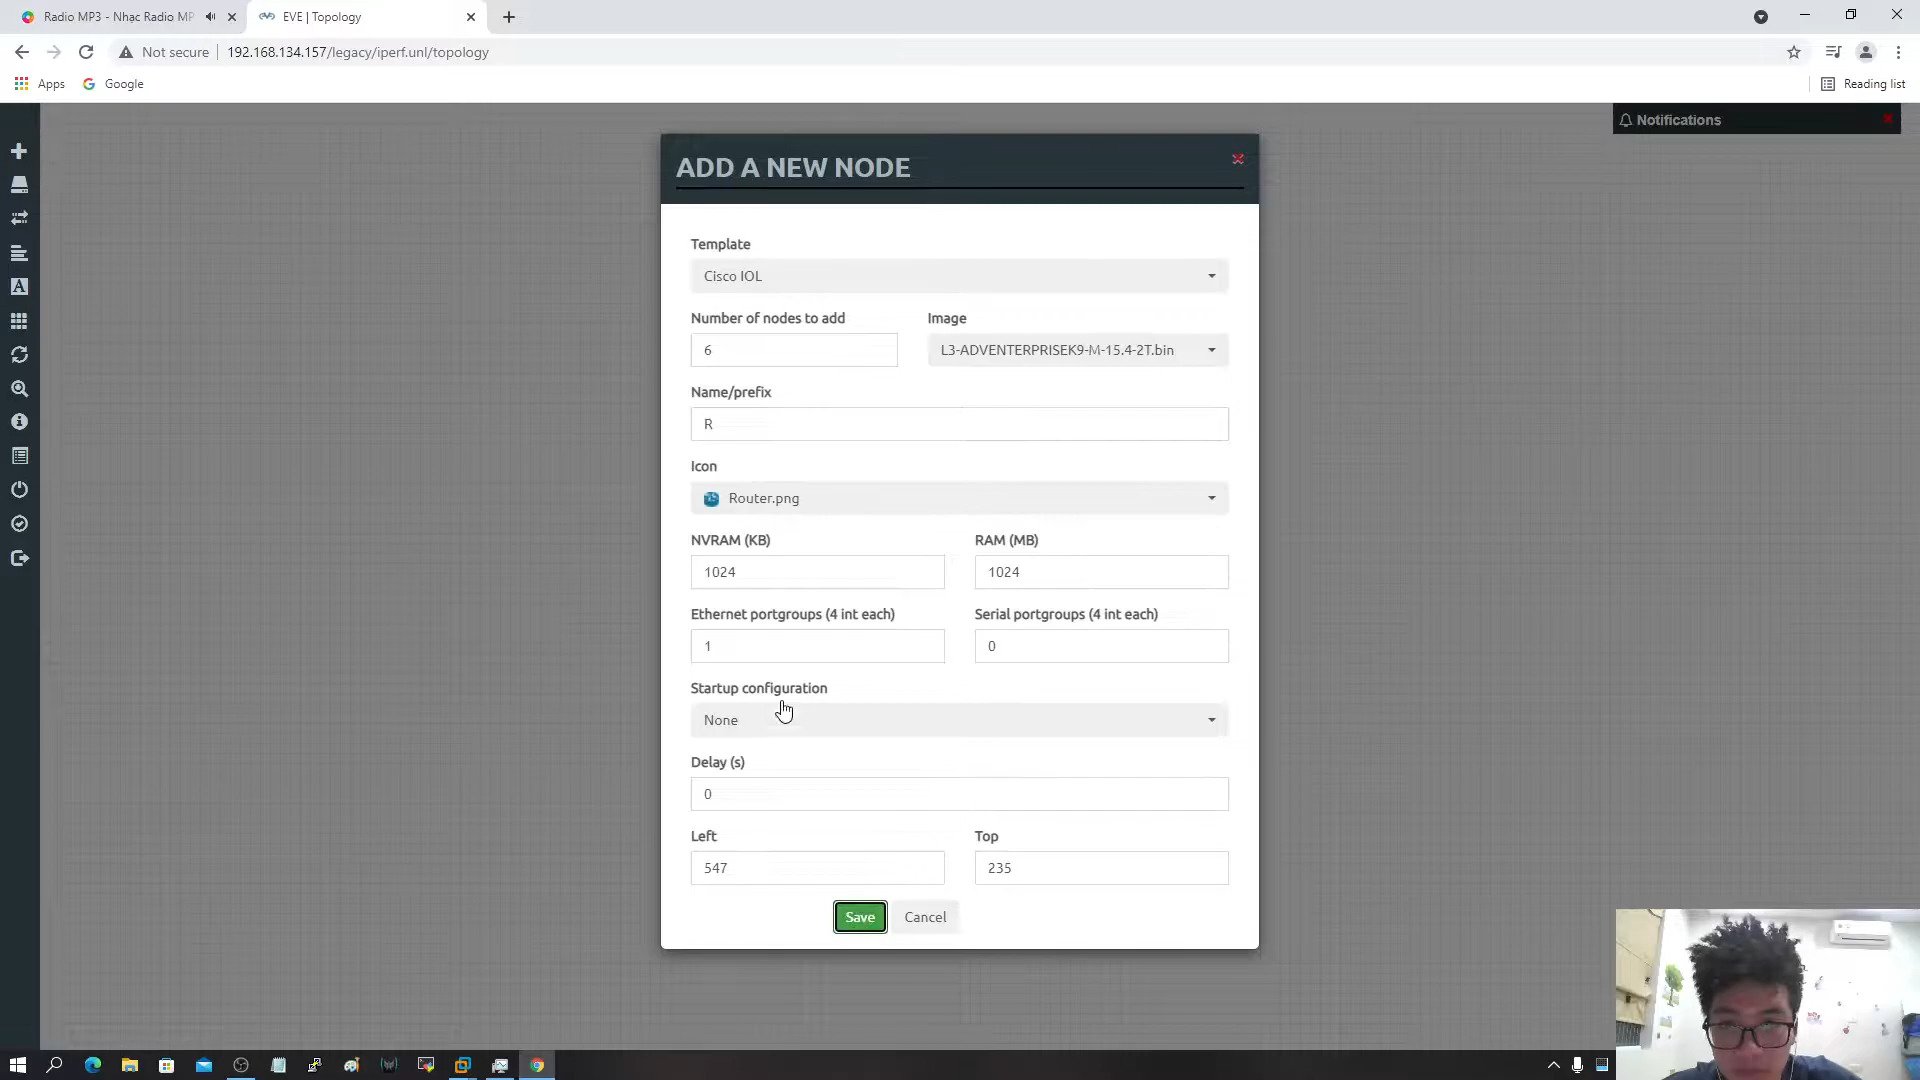 Radio MP3 - Nhạc Radio MP
EVE | Topology
Not secure
192.168.134.157/legacy/iperf.unl/topology
Apps
Google
Reading list
Notifications
ADD A NEW NODE
Template
Cisco IOL
Number of nodes to add
Image
6
L3-ADVENTERPRISEK9-M-15.4-2T.bin
Name/prefix
R
Icon
Router.png
NVRAM (KB)
RAM (MB)
1024
1024
Ethernet portgroups (4 int each)
Serial portgroups (4 int each)
1
0
Startup configuration
None
Delay (s)
0
Left
Top
547
235
Save
Cancel